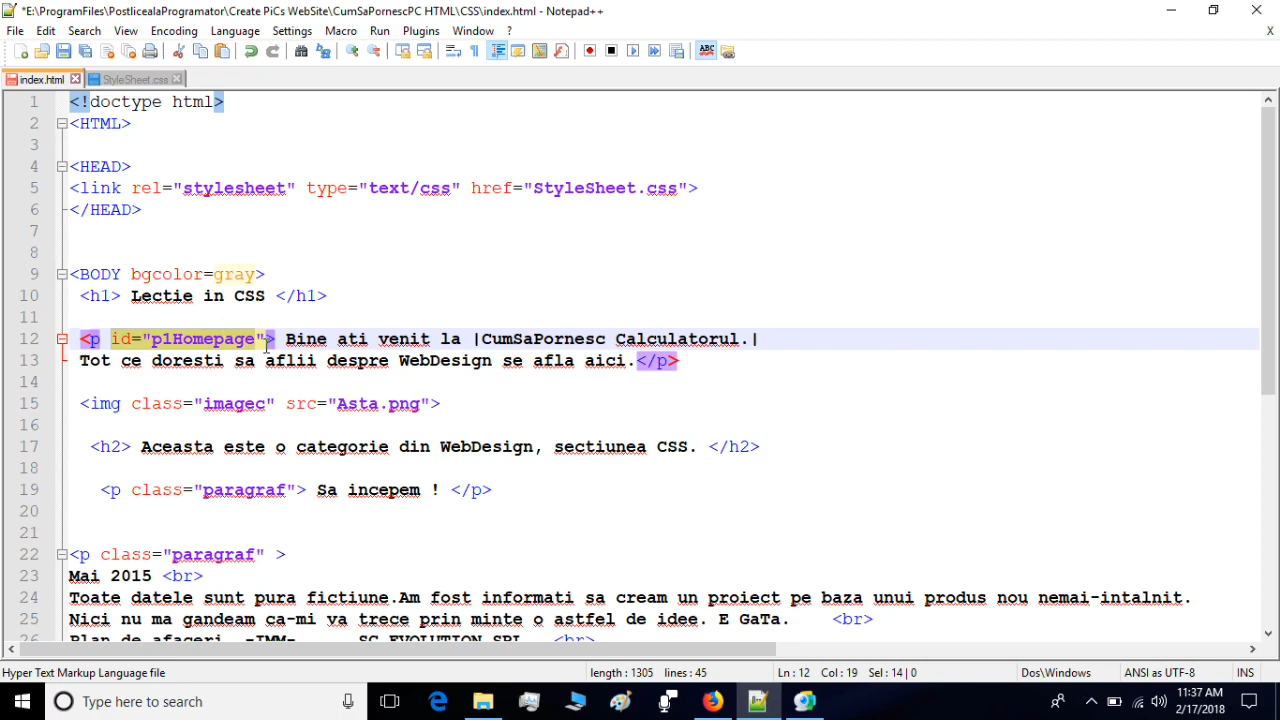 *E:\ProgramFiles\PostlicealaProgramator\Create PiCs WebSite\CumSaPornescPC HTML\CSS\index.html - Notepad++
File Edit Search View Encoding Language Settings Macro Run Plugins Window ? X
index.html StyleSheet.css
1 <!doctype html>
2 <HTML>
3
4 <HEAD>
5 <link rel="stylesheet" type="text/css" href="StyleSheet.css">
6 </HEAD>
7
8
9 <BODY bgcolor=gray>
10 <h1> Lectie in CSS </h1>
11
12 <p id="p1Homepage"> Bine ati venit la |CumSaPornesc Calculatorul.|
13 Tot ce doresti sa aflii despre WebDesign se afla aici.</p>
14
15 <img class="imagec" src="Asta.png">
16
17 <h2> Aceasta este o categorie din WebDesign, sectiunea CSS. </h2>
18
19 <p class="paragraf"> Sa incepem ! </p>
20
21
22 <p class="paragraf" >
23 Mai 2015 <br>
24 Toate datele sunt pura fictiune.Am fost informati sa cream un proiect pe baza unui produs nou nemai-intalnit.
25 Nici nu ma gandeam ca-mi va trece prin minte o astfel de idee. E GaTa. <br>
26 Plan de afaceri -IMM- SC EVOLUTION SRL <br>
Hyper Text Markup Language file length : 1305 lines : 45 Ln : 12 Col : 19 Sel : 14 | 0 Dos\Windows ANSI as UTF-8 INS
Type here to search 11:37 AM
2/17/2018